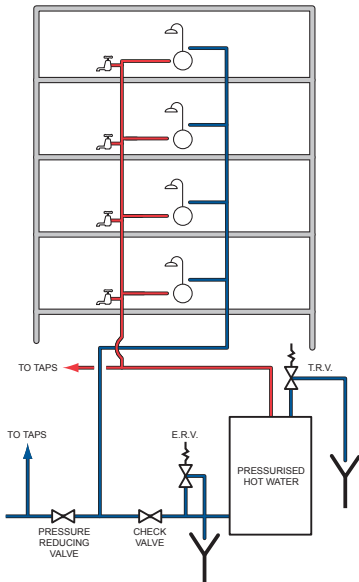 TO TAPS
T.R.V.
TO TAPS
E.R.V.
PRESSURISED
HOT WATER
PRESSURE
REDUCING
VALVE
CHECK
VALVE